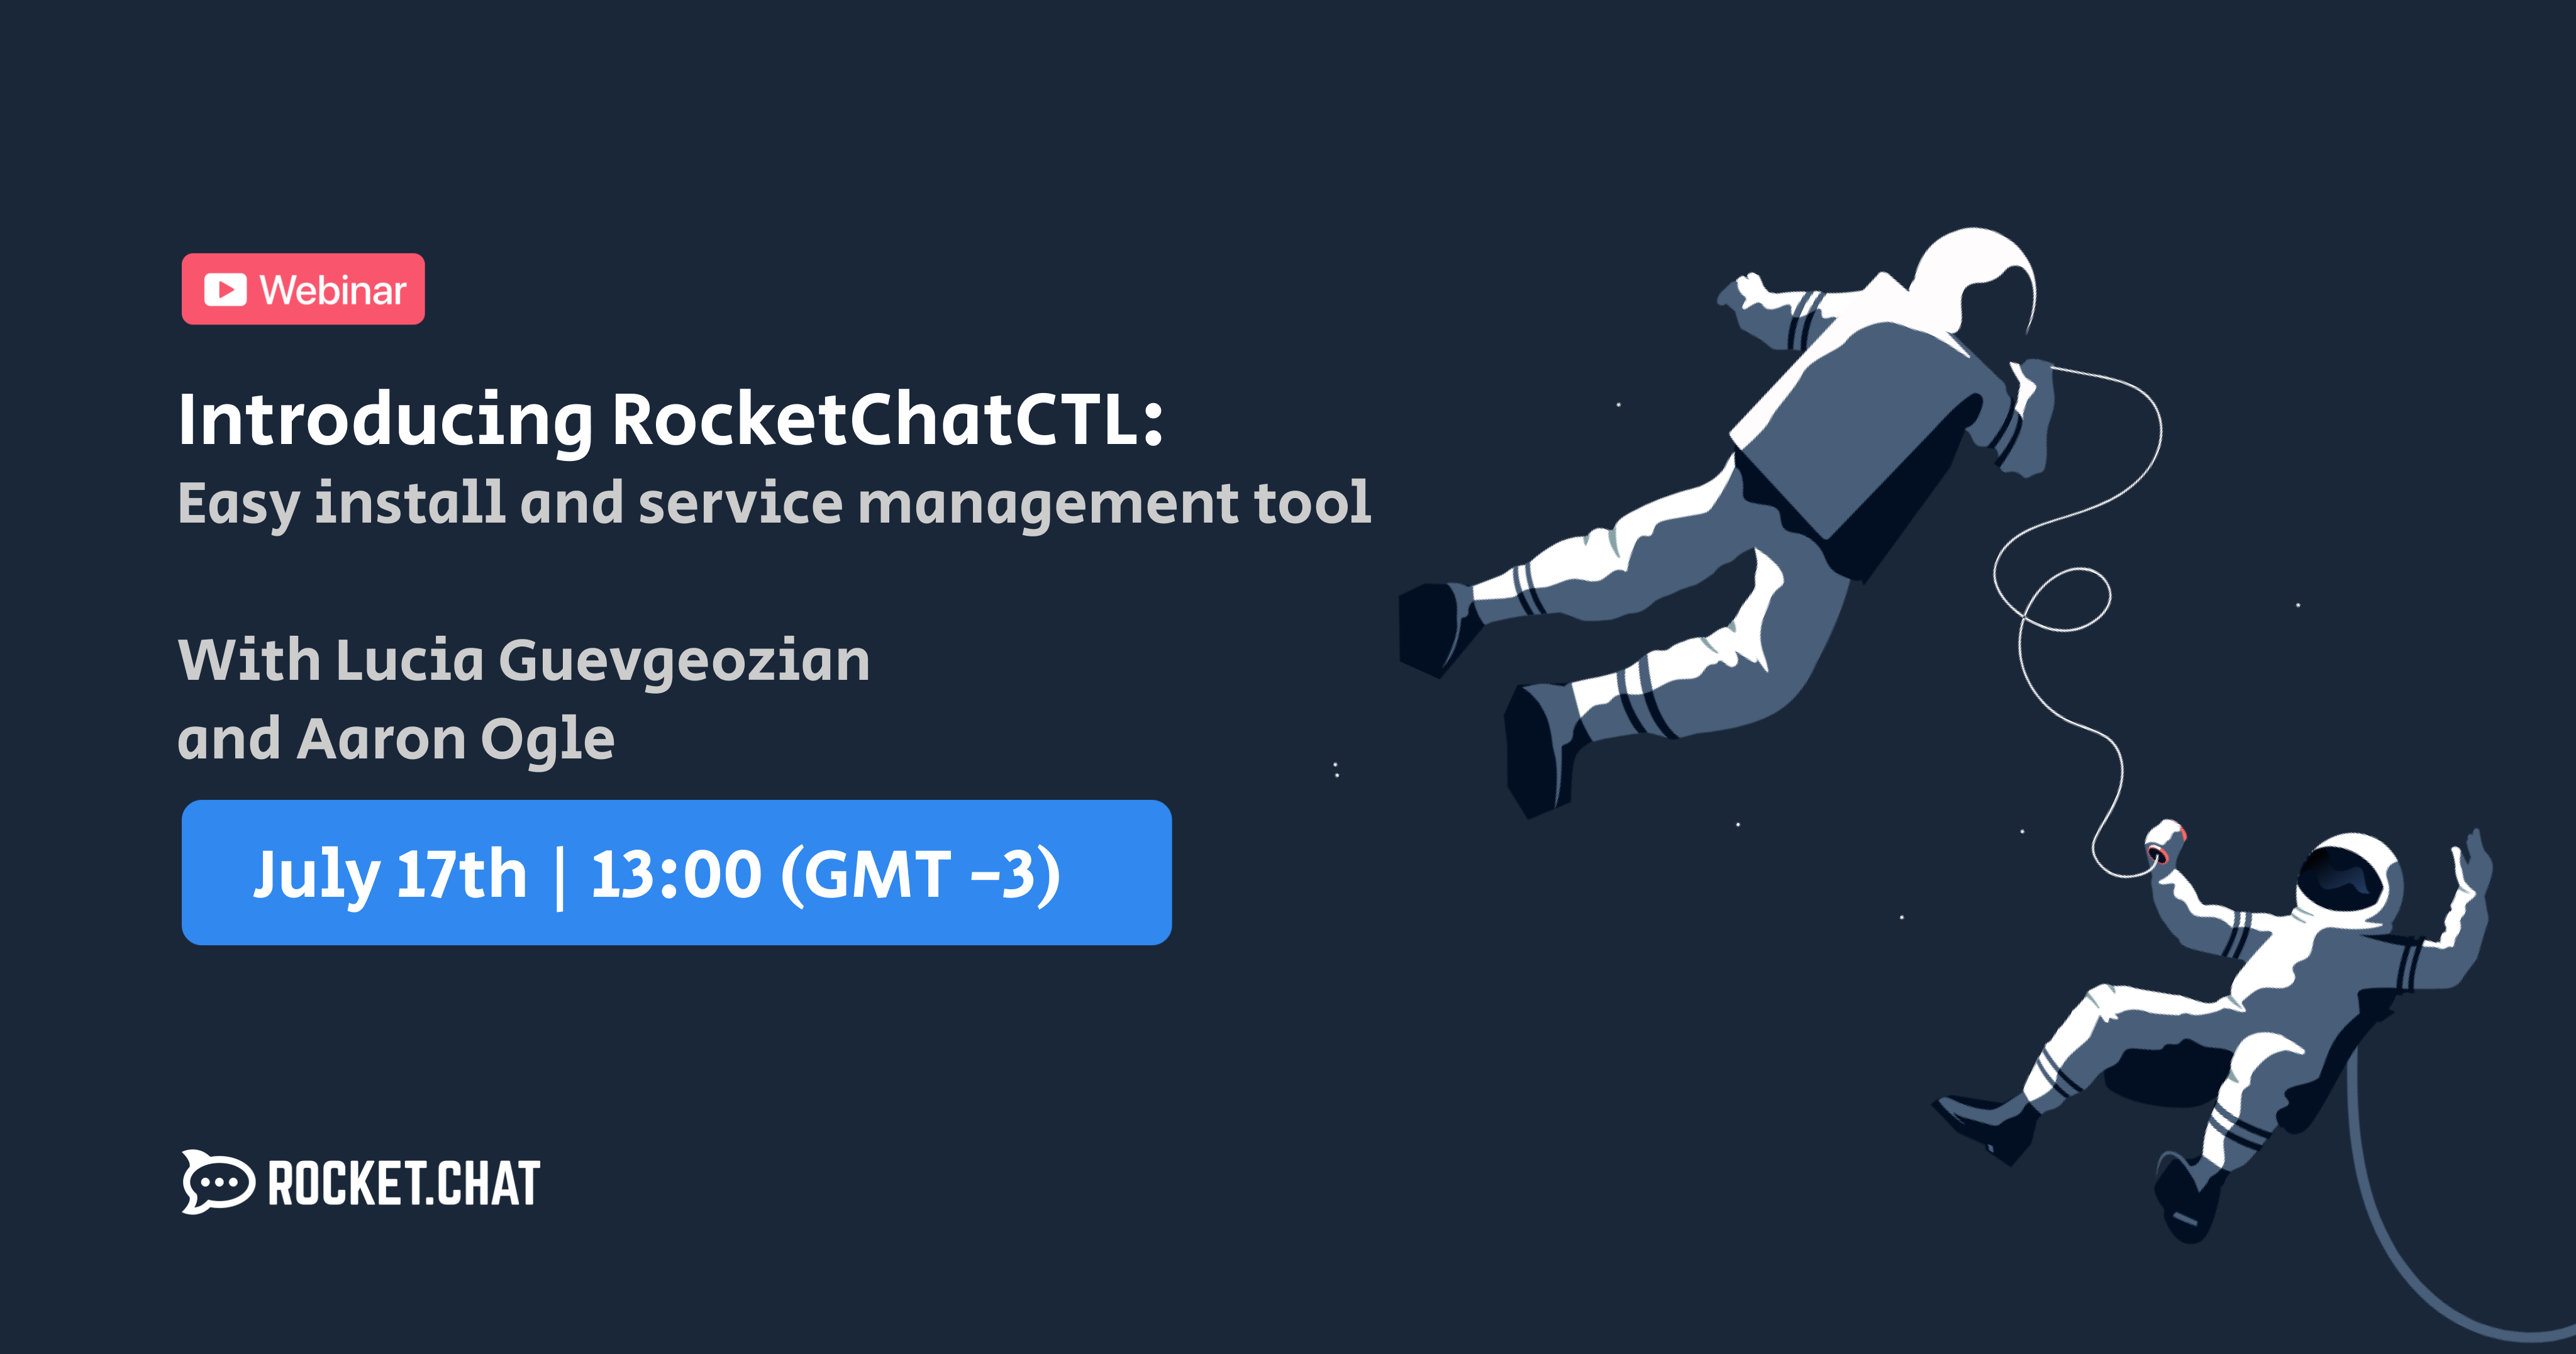 Webinar
Introducing RocketChatCTL:
Easy install and service management tool
With Lucia Guevgeozian
and Aaron Ogle
July 17th | 13:00 (GMT -3)
ROCKET.CHAT